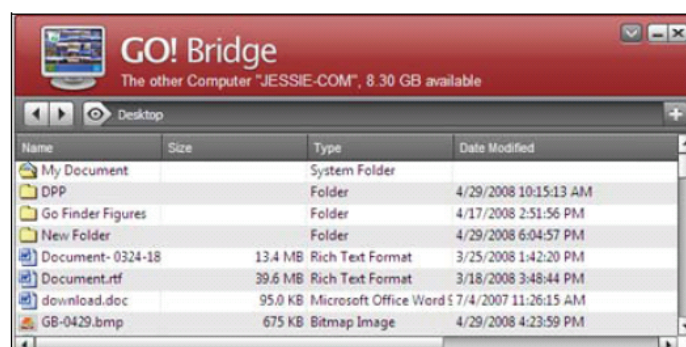 GO! Bridge
The other Computer "JESSIE-COM", 8.30 GB available
Desktop
Name Size Type Date Modified
My Document System Folder
DPP Folder 4/29/2008 10:15:13 AM
Go Finder Figures Folder 4/17/2008 2:51:56 PM
New Folder Folder 4/29/2008 6:04:57 PM
Document- 0324-18 13.4 MB Rich Text Format 3/25/2008 1:42:20 PM
Document.rtf 39.6 MB Rich Text Format 3/18/2008 3:48:44 PM
download.doc 95.0 KB Microsoft Office Word 9 7/4/2007 11:26:15 AM
GB-0429.bmp 675 KB Bitmap Image 4/29/2008 4:23:59 PM